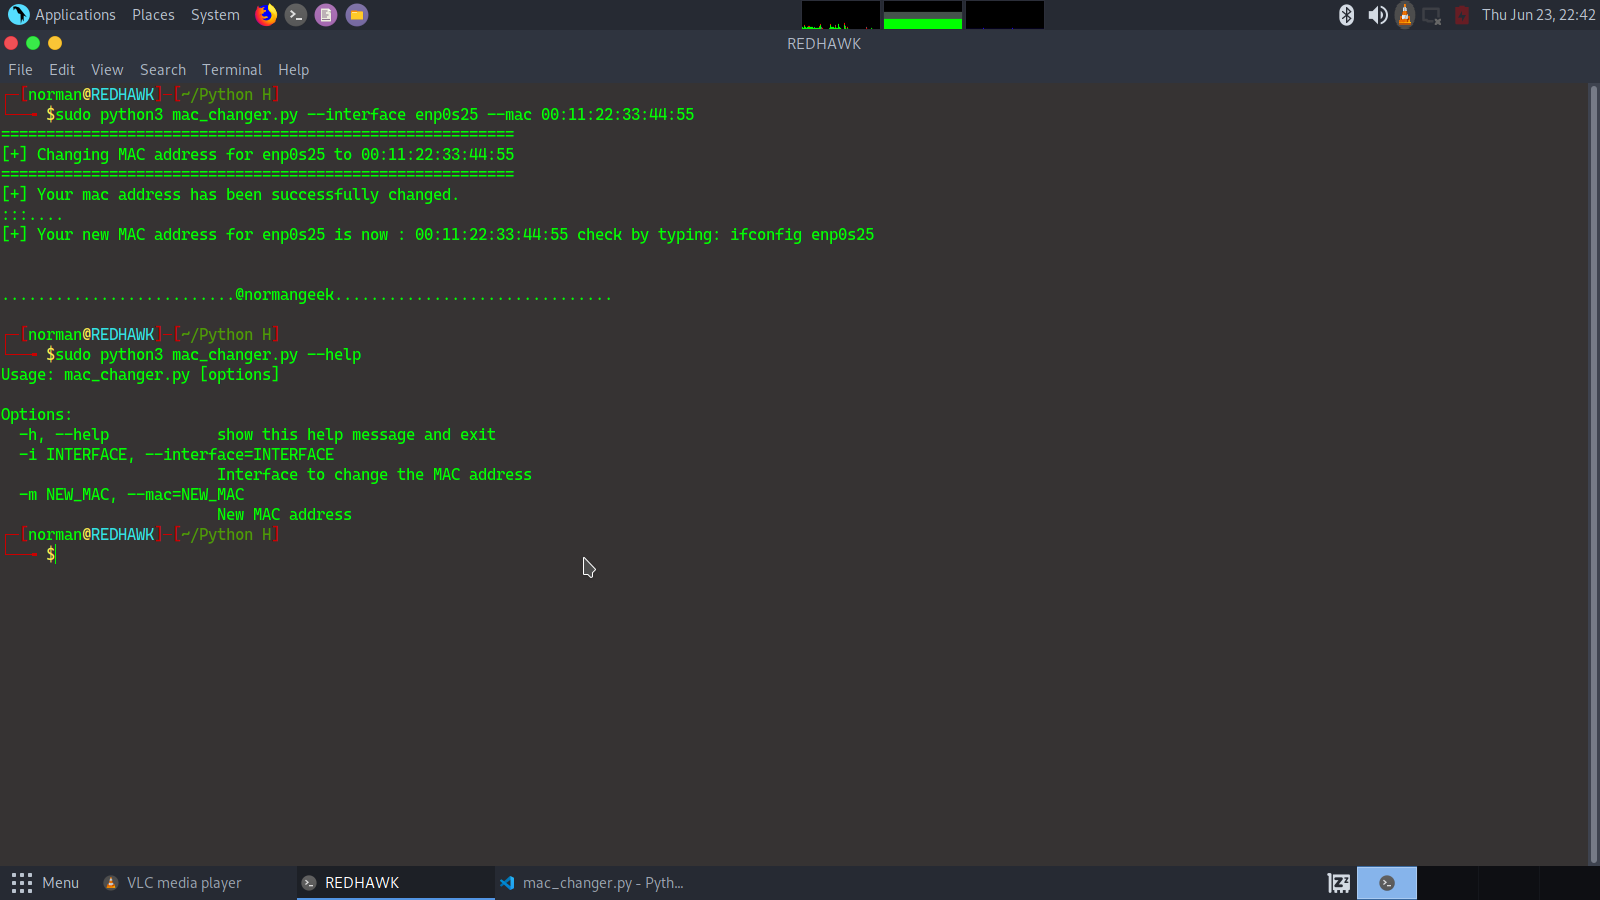 Applications Places System Thu Jun 23, 22:42
REDHAWK
File Edit View Search Terminal Help
[norman@REDHAWK]-[~/Python H]
$sudo python3 mac_changer.py --interface enp0s25 --mac 00:11:22:33:44:55
=========================================================
[+] Changing MAC address for enp0s25 to 00:11:22:33:44:55
=========================================================
[+] Your mac address has been successfully changed.
:::....
[+] Your new MAC address for enp0s25 is now : 00:11:22:33:44:55 check by typing: ifconfig enp0s25
..........................@normangeek...............................
[norman@REDHAWK]-[~/Python H]
$sudo python3 mac_changer.py --help
Usage: mac_changer.py [options]
Options:
-h, --help show this help message and exit
-i INTERFACE, --interface=INTERFACE
Interface to change the MAC address
-m NEW_MAC, --mac=NEW_MAC
New MAC address
[norman@REDHAWK]-[~/Python H]
$
Menu VLC media player REDHAWK mac_changer.py - Pyth...